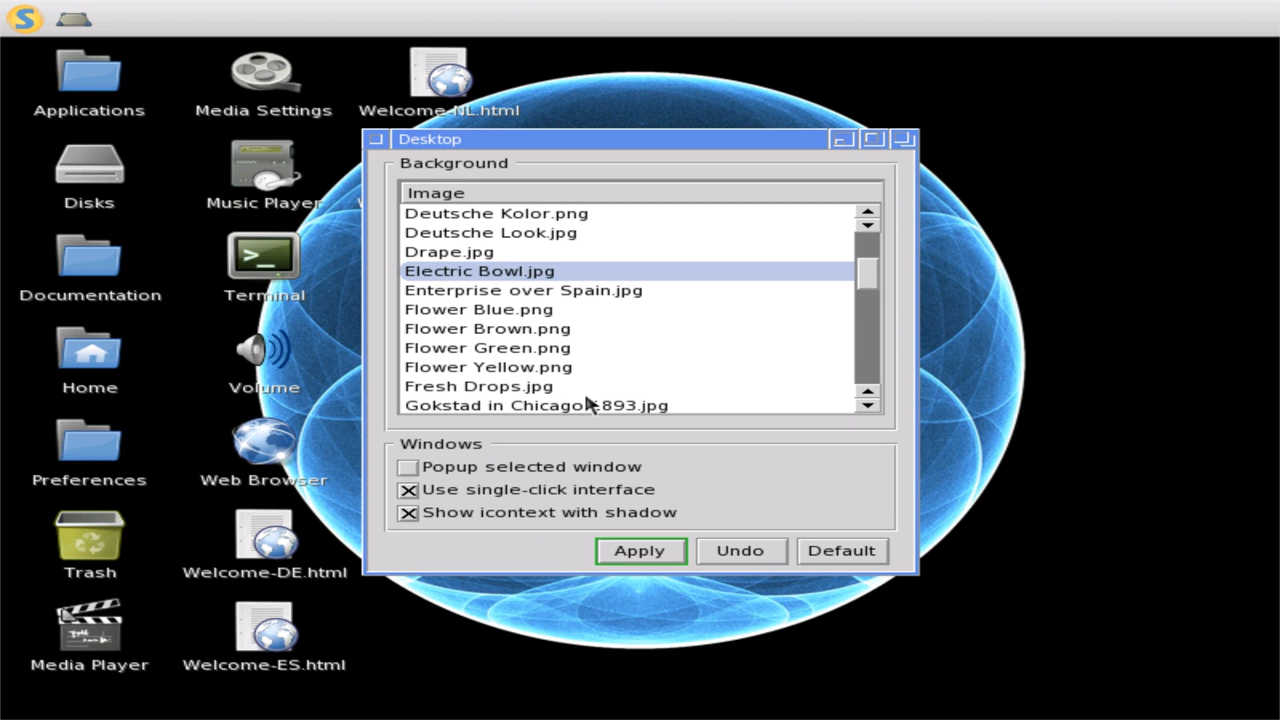 S
Applications
Media Settings
Welcome-NL.html
Disks
Music Player
Documentation
Terminal
Home
Volume
Preferences
Web Browser
Trash
Welcome-DE.html
Media Player
Welcome-ES.html
Desktop
Background
Image
Deutsche Kolor.png
Deutsche Look.jpg
Drape.jpg
Electric Bowl.jpg
Enterprise over Spain.jpg
Flower Blue.png
Flower Brown.png
Flower Green.png
Flower Yellow.png
Fresh Drops.jpg
Gokstad in Chicago 1893.jpg
Windows
Popup selected window
Use single-click interface
Show icontext with shadow
Apply
Undo
Default